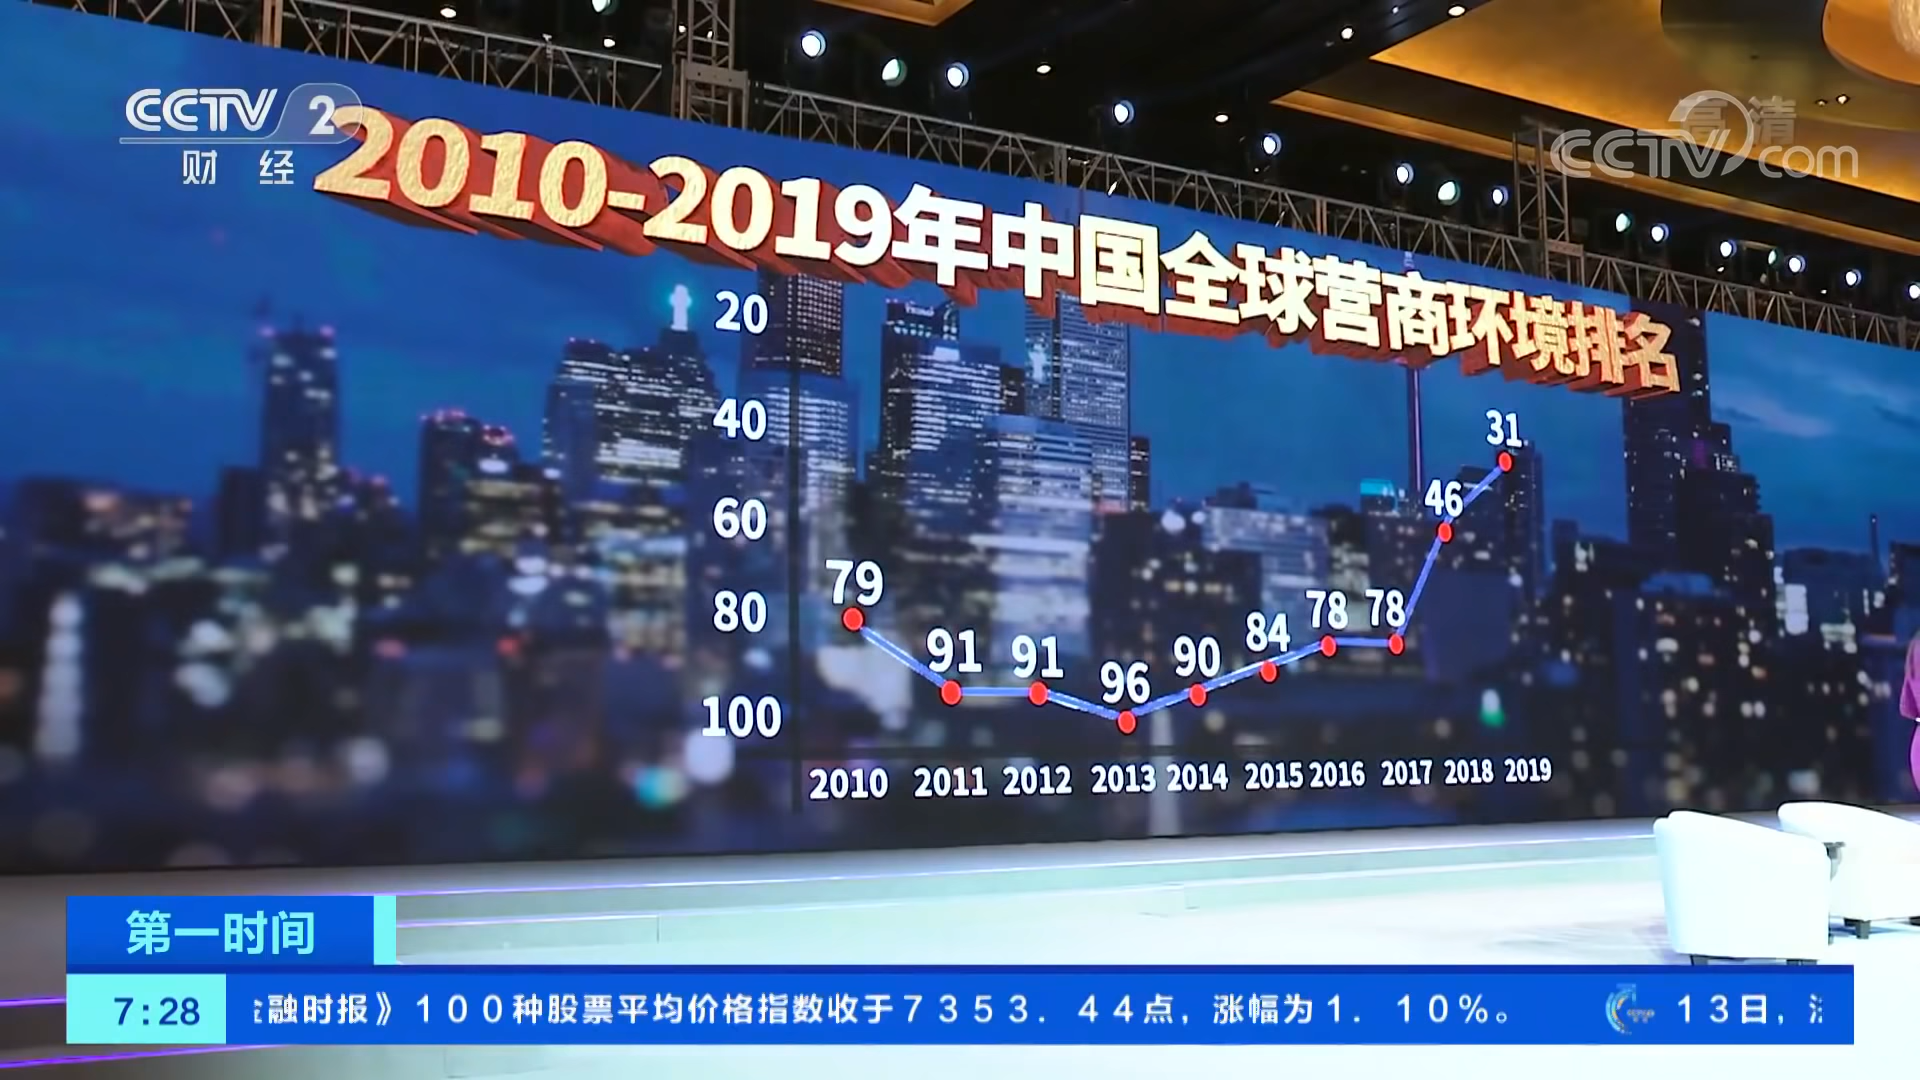 CCTV 2
财 经
高清
CCTV.com
2010-2019年中国全球营商环境排名
20
40
60
80
100
79
91
91
96
90
84
78
78
46
31
2010 2011 2012 2013 2014 2015 2016 2017 2018 2019
第一时间
7:28
融时报》100种股票平均价格指数收于7353.44点，涨幅为1.10%。
13日，